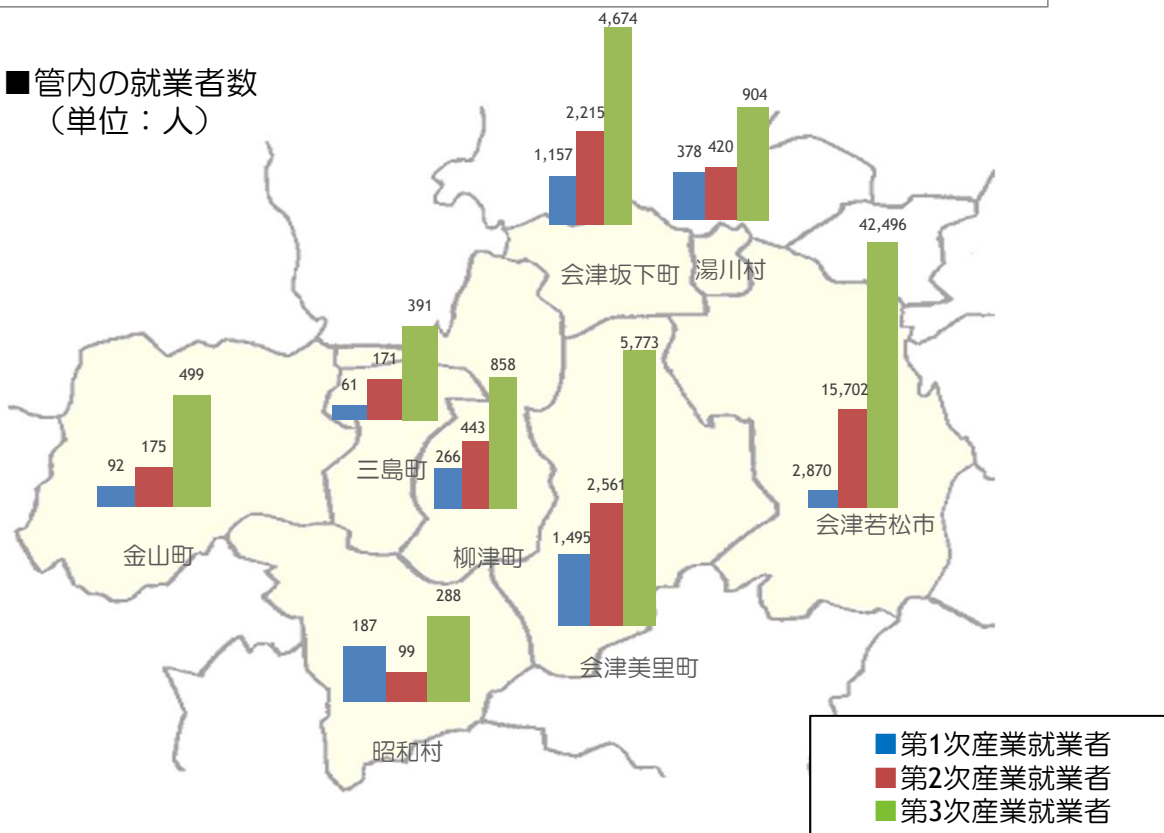 ■管内の就業者数
（単位：人）
4,674
2,215
1,157
904
378
420
会津坂下町
湯川村
42,496
15,702
2,870
会津若松市
391
171
61
三島町
499
175
92
金山町
858
443
266
柳津町
5,773
2,561
1,495
会津美里町
288
187
99
昭和村
■第1次産業就業者
■第2次産業就業者
■第3次産業就業者